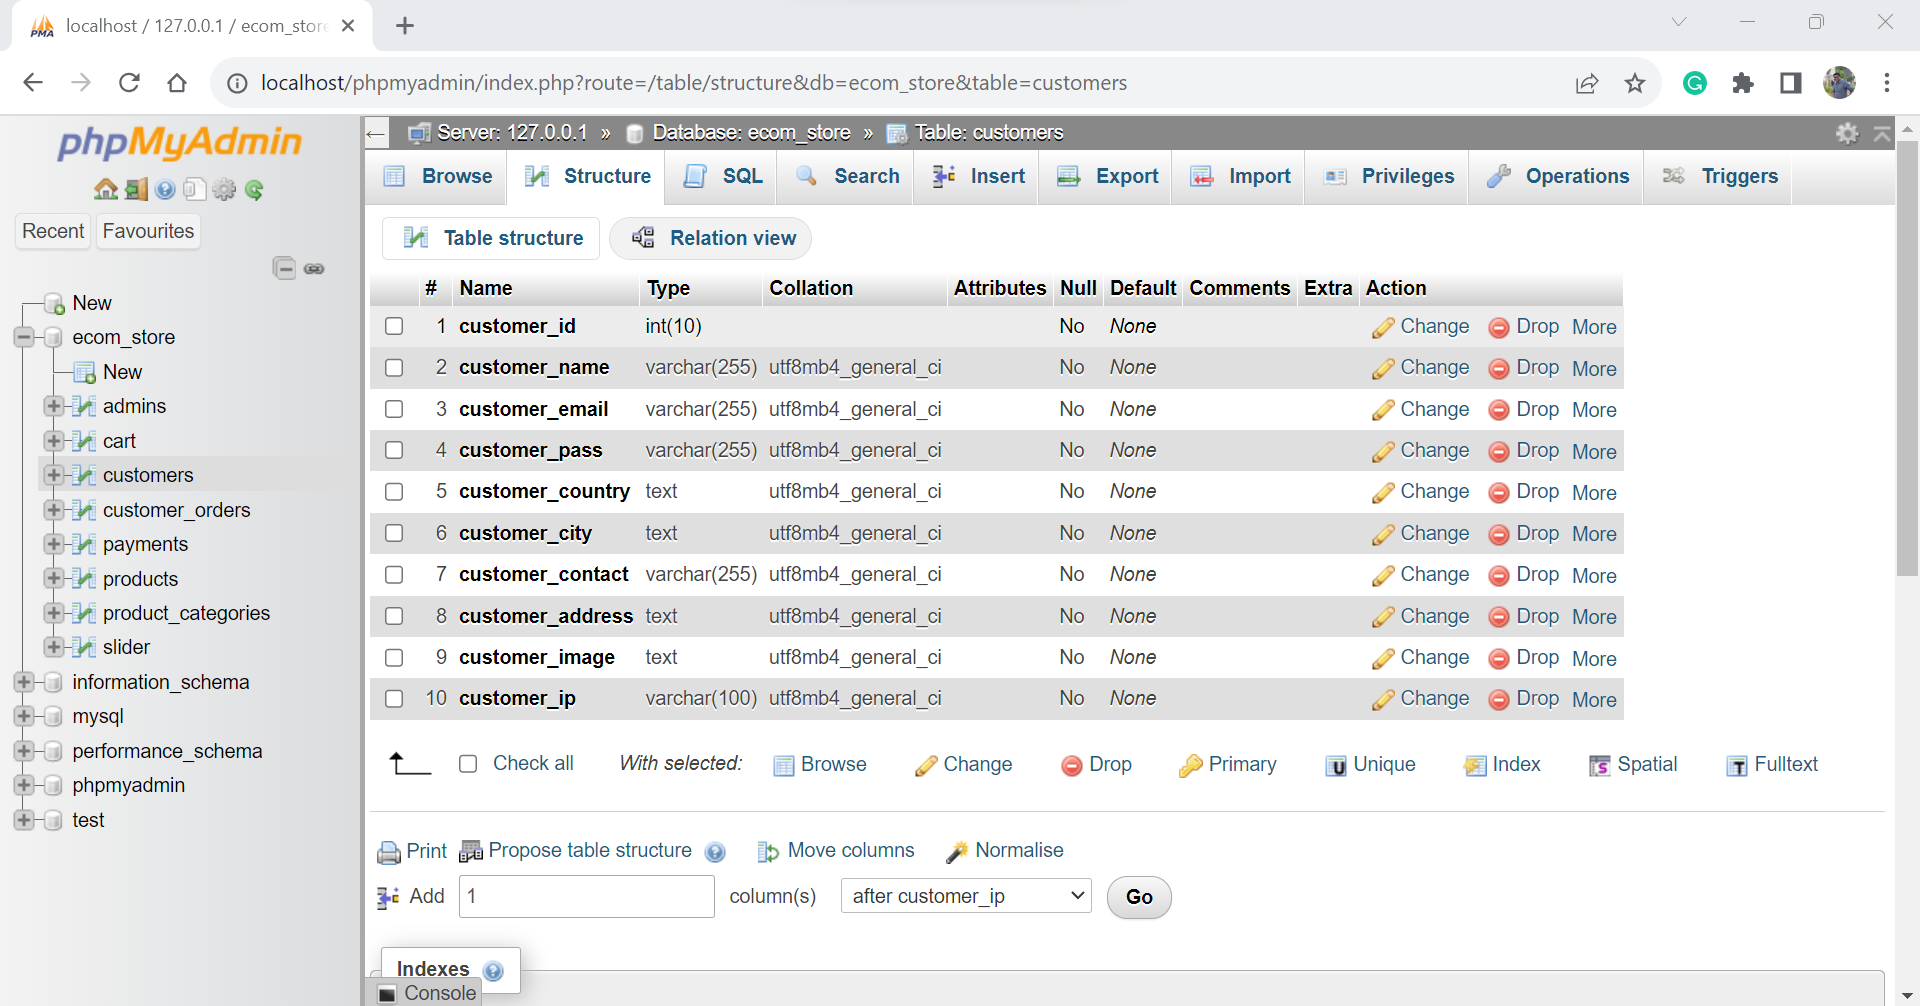 localhost / 127.0.0.1 / ecom_store
localhost/phpmyadmin/index.php?route=/table/structure&db=ecom_store&table=customers
phpMyAdmin
Recent Favourites
New
ecom_store
New
admins
cart
customers
customer_orders
payments
products
product_categories
slider
information_schema
mysql
performance_schema
phpmyadmin
test
Server: 127.0.0.1 » Database: ecom_store » Table: customers
Browse Structure SQL Search Insert Export Import Privileges Operations Triggers
Table structure Relation view
# Name Type Collation Attributes Null Default Comments Extra Action
1 customer_id int(10) No None Change Drop More
2 customer_name varchar(255) utf8mb4_general_ci No None Change Drop More
3 customer_email varchar(255) utf8mb4_general_ci No None Change Drop More
4 customer_pass varchar(255) utf8mb4_general_ci No None Change Drop More
5 customer_country text utf8mb4_general_ci No None Change Drop More
6 customer_city text utf8mb4_general_ci No None Change Drop More
7 customer_contact varchar(255) utf8mb4_general_ci No None Change Drop More
8 customer_address text utf8mb4_general_ci No None Change Drop More
9 customer_image text utf8mb4_general_ci No None Change Drop More
10 customer_ip varchar(100) utf8mb4_general_ci No None Change Drop More
Check all With selected: Browse Change Drop Primary Unique Index Spatial Fulltext
Print Propose table structure Move columns Normalise
Add 1 column(s) after customer_ip Go
Indexes
Console